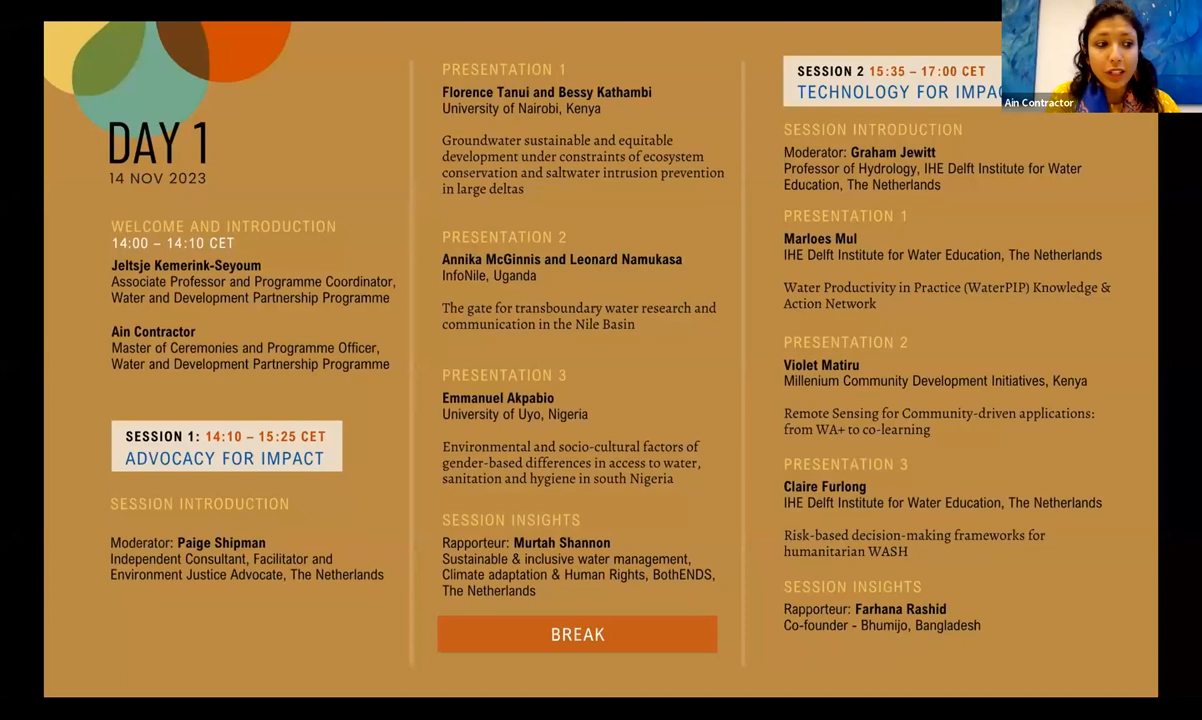 DAY 1
14 NOV 2023
WELCOME AND INTRODUCTION
14:00 – 14:10 CET
Jeltsje Kemerink-Seyoum
Associate Professor and Programme Coordinator,
Water and Development Partnership Programme
Ain Contractor
Master of Ceremonies and Programme Officer,
Water and Development Partnership Programme
SESSION 1: 14:10 – 15:25 CET
ADVOCACY FOR IMPACT
SESSION INTRODUCTION
Moderator: Paige Shipman
Independent Consultant, Facilitator and
Environment Justice Advocate, The Netherlands
PRESENTATION 1
Florence Tanui and Bessy Kathambi
University of Nairobi, Kenya
Groundwater sustainable and equitable
development under constraints of ecosystem
conservation and saltwater intrusion prevention
in large deltas
PRESENTATION 2
Annika McGinnis and Leonard Namukasa
InfoNile, Uganda
The gate for transboundary water research and
communication in the Nile Basin
PRESENTATION 3
Emmanuel Akpabio
University of Uyo, Nigeria
Environmental and socio-cultural factors of
gender-based differences in access to water,
sanitation and hygiene in south Nigeria
SESSION INSIGHTS
Rapporteur: Murtah Shannon
Sustainable & inclusive water management,
Climate adaptation & Human Rights, BothENDS,
The Netherlands
BREAK
SESSION 2 15:35 – 17:00 CET
TECHNOLOGY FOR IMPAC
Ain Contractor
SESSION INTRODUCTION
Moderator: Graham Jewitt
Professor of Hydrology, IHE Delft Institute for Water
Education, The Netherlands
PRESENTATION 1
Marloes Mul
IHE Delft Institute for Water Education, The Netherlands
Water Productivity in Practice (WaterPIP) Knowledge &
Action Network
PRESENTATION 2
Violet Matiru
Millenium Community Development Initiatives, Kenya
Remote Sensing for Community-driven applications:
from WA+ to co-learning
PRESENTATION 3
Claire Furlong
IHE Delft Institute for Water Education, The Netherlands
Risk-based decision-making frameworks for
humanitarian WASH
SESSION INSIGHTS
Rapporteur: Farhana Rashid
Co-founder - Bhumijo, Bangladesh